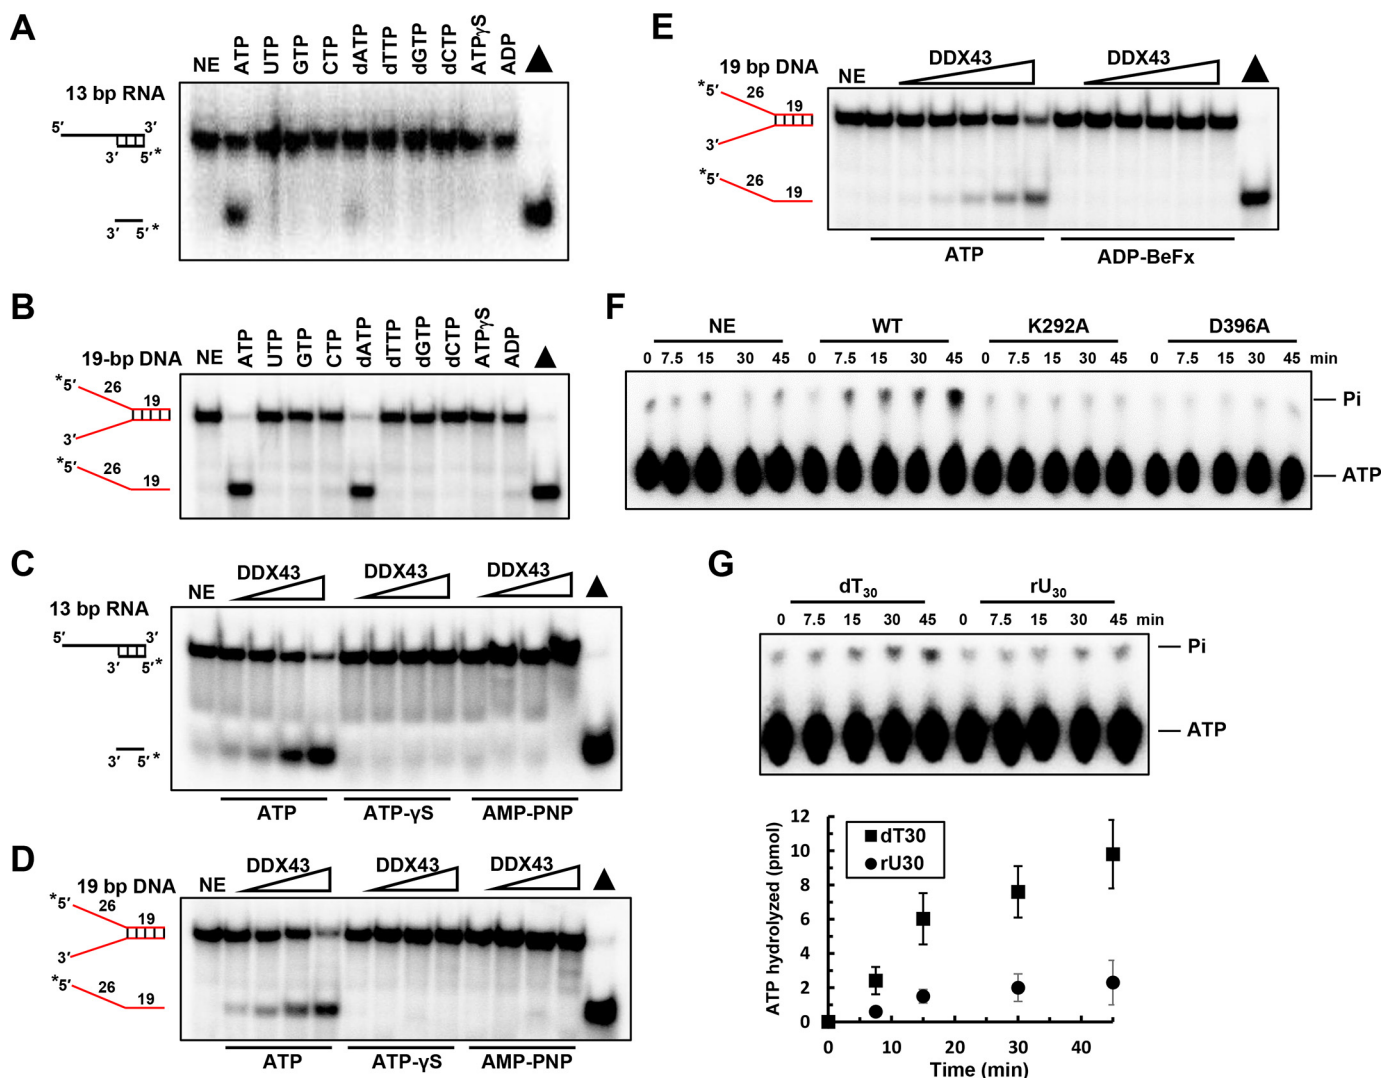 A
NE ATP UTP GTP CTP dATP dTTP dGTP dCTP ATPγS ADP
13 bp RNA
5′ 3′
3′ 5′*
3′ 5′*
B
NE ATP UTP GTP CTP dATP dTTP dGTP dCTP ATPγS ADP
19-bp DNA
*5′ 26
19
3′
*5′ 26
19
C
NE DDX43 DDX43 DDX43
13 bp RNA
5′ 3′
3′ 5′*
3′ 5′*
ATP ATP-γS AMP-PNP
D
19 bp DNA NE DDX43 DDX43 DDX43
*5′ 26
19
3′
*5′ 26
19
ATP ATP-γS AMP-PNP
E
19 bp DNA NE DDX43 DDX43
*5′ 26
19
3′
*5′ 26
19
ATP ADP-BeFx
F
NE WT K292A D396A
0 7.5 15 30 45 0 7.5 15 30 45 0 7.5 15 30 45 0 7.5 15 30 45 min
Pi
ATP
G
dT30 rU30
0 7.5 15 30 45 0 7.5 15 30 45 min
Pi
ATP
ATP hydrolyzed (pmol)
12
10
8
6
4
2
0
dT30
rU30
0 10 20 30 40
Time (min)